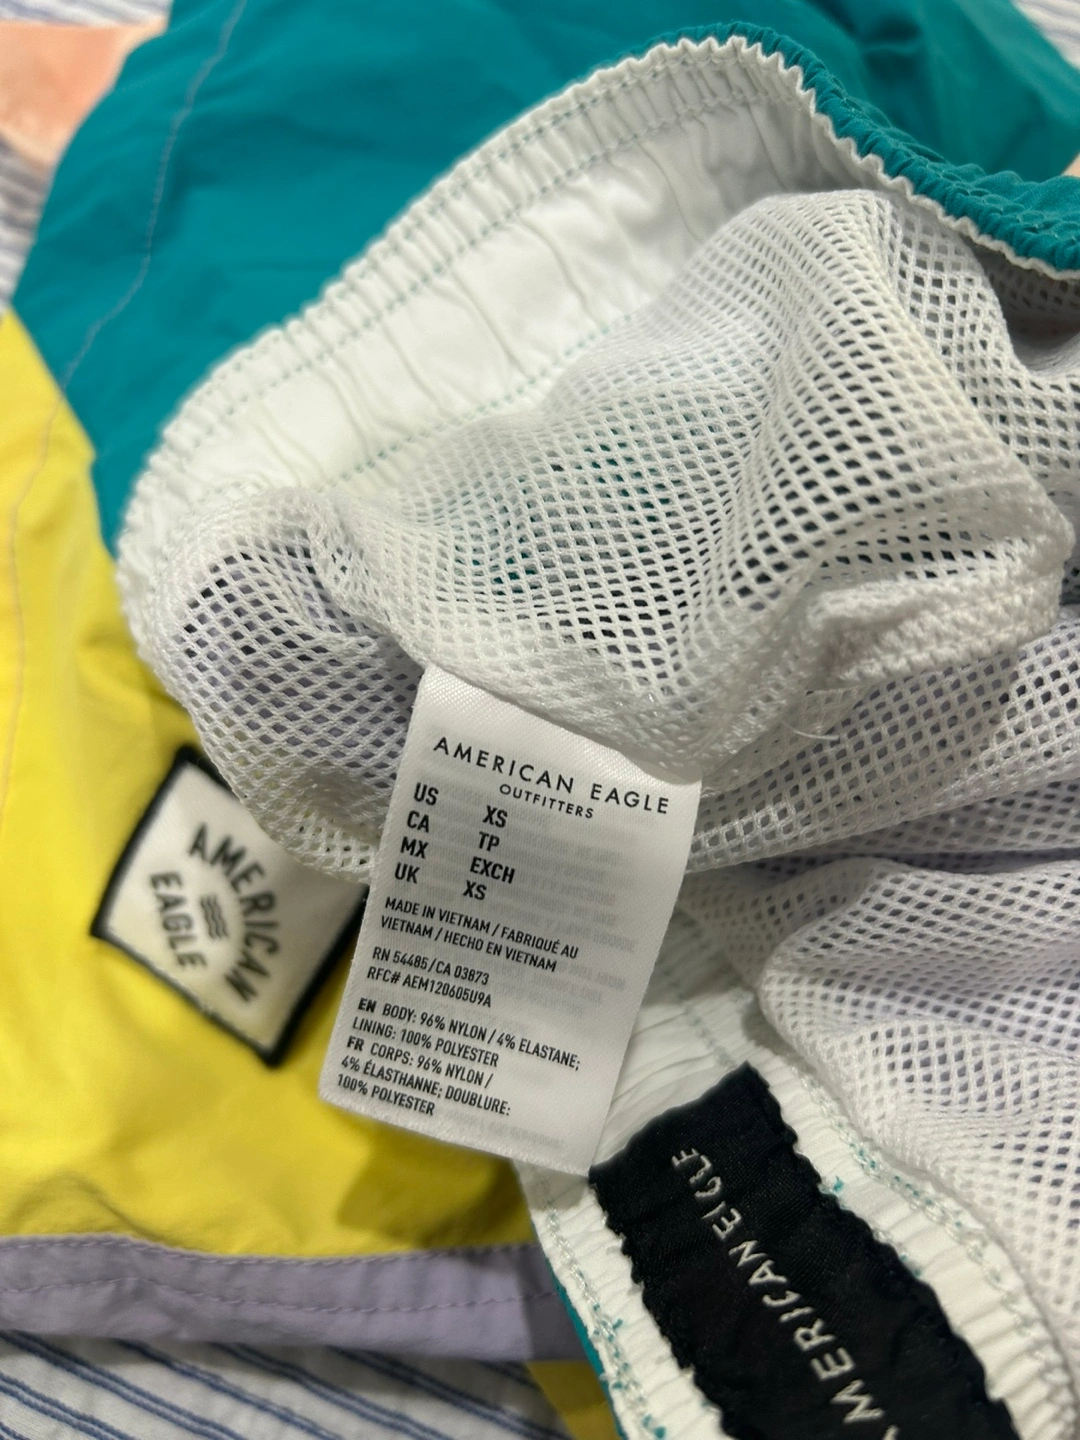 AMERICAN EAGLE
OUTFITTERS
US XS
CA TP
MX EXCH
UK XS
MADE IN VIETNAM / FABRIQUÉ AU
VIETNAM / HECHO EN VIETNAM
RN 54485/CA 03873
RFC# AEM120605U9A
EN BODY: 96% NYLON / 4% ELASTANE;
LINING: 100% POLYESTER
FR CORPS: 96% NYLON /
4% ÉLASTHANNE; DOUBLURE:
100% POLYESTER
AMERICAN
EAGLE
AMERICAN EAGLE
AMERICAN